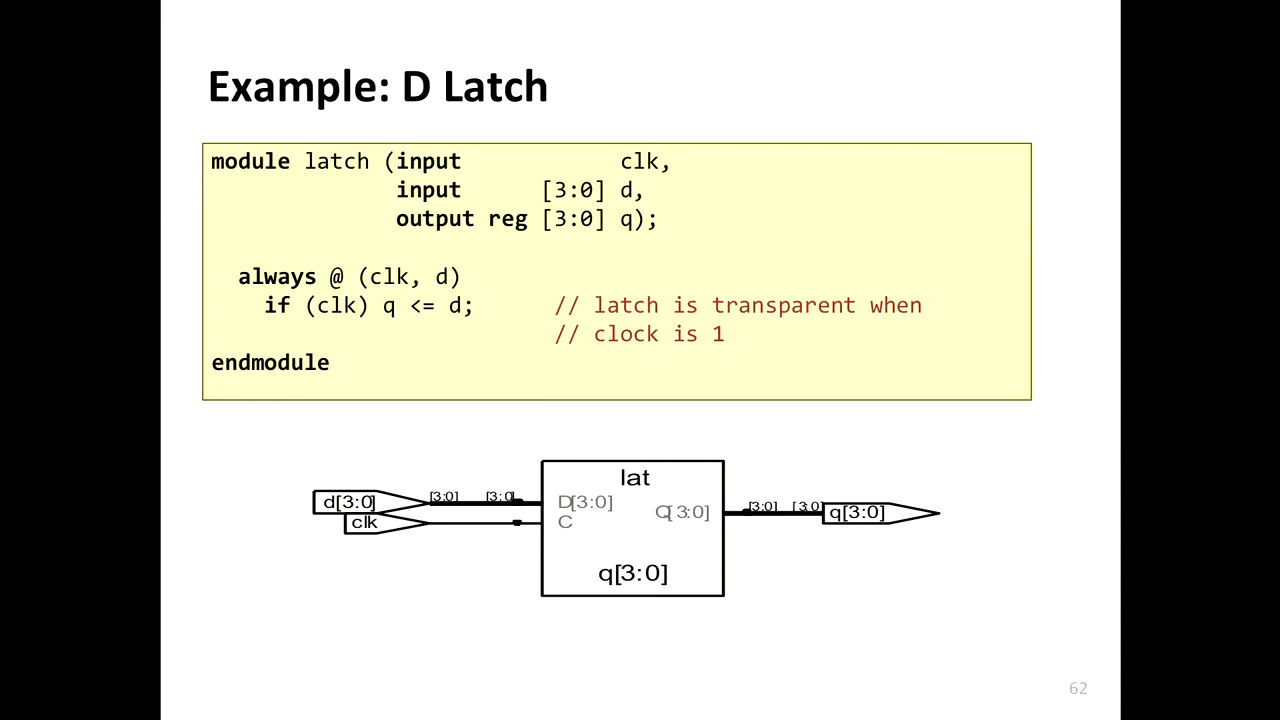 Example: D Latch
module latch (input            clk,
              input      [3:0] d,
              output reg [3:0] q);
  always @ (clk, d)
    if (clk) q <= d;      // latch is transparent when
                          // clock is 1
endmodule
lat
d[3:0] [3:0] [3:0] D[3:0] Q[3:0] [3:0] [3:0] q[3:0]
clk C
q[3:0]
62